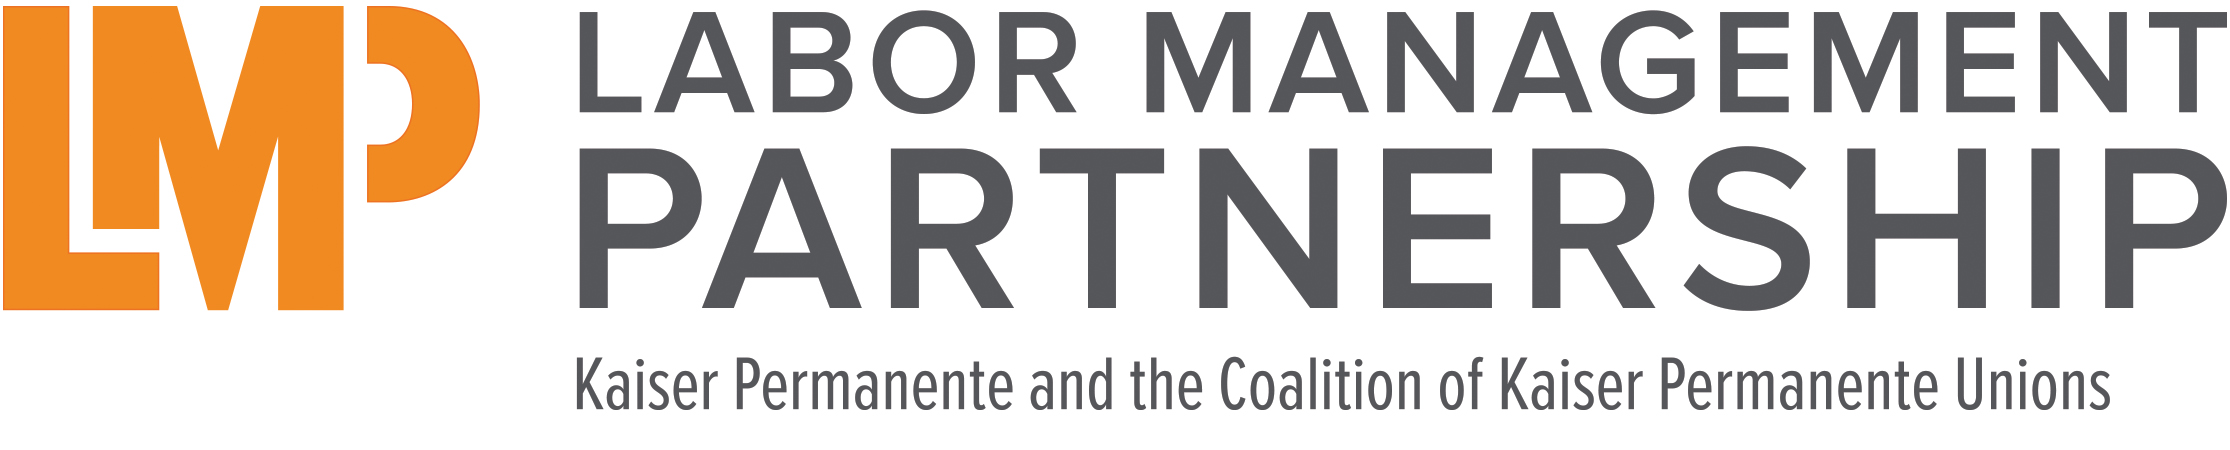 LMP
LABOR MANAGEMENT
PARTNERSHIP
Kaiser Permanente and the Coalition of Kaiser Permanente Unions